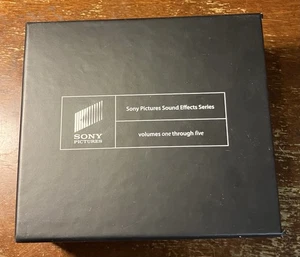 SONY
PICTURES
Sony Pictures Sound Effects Series
volumes one through five